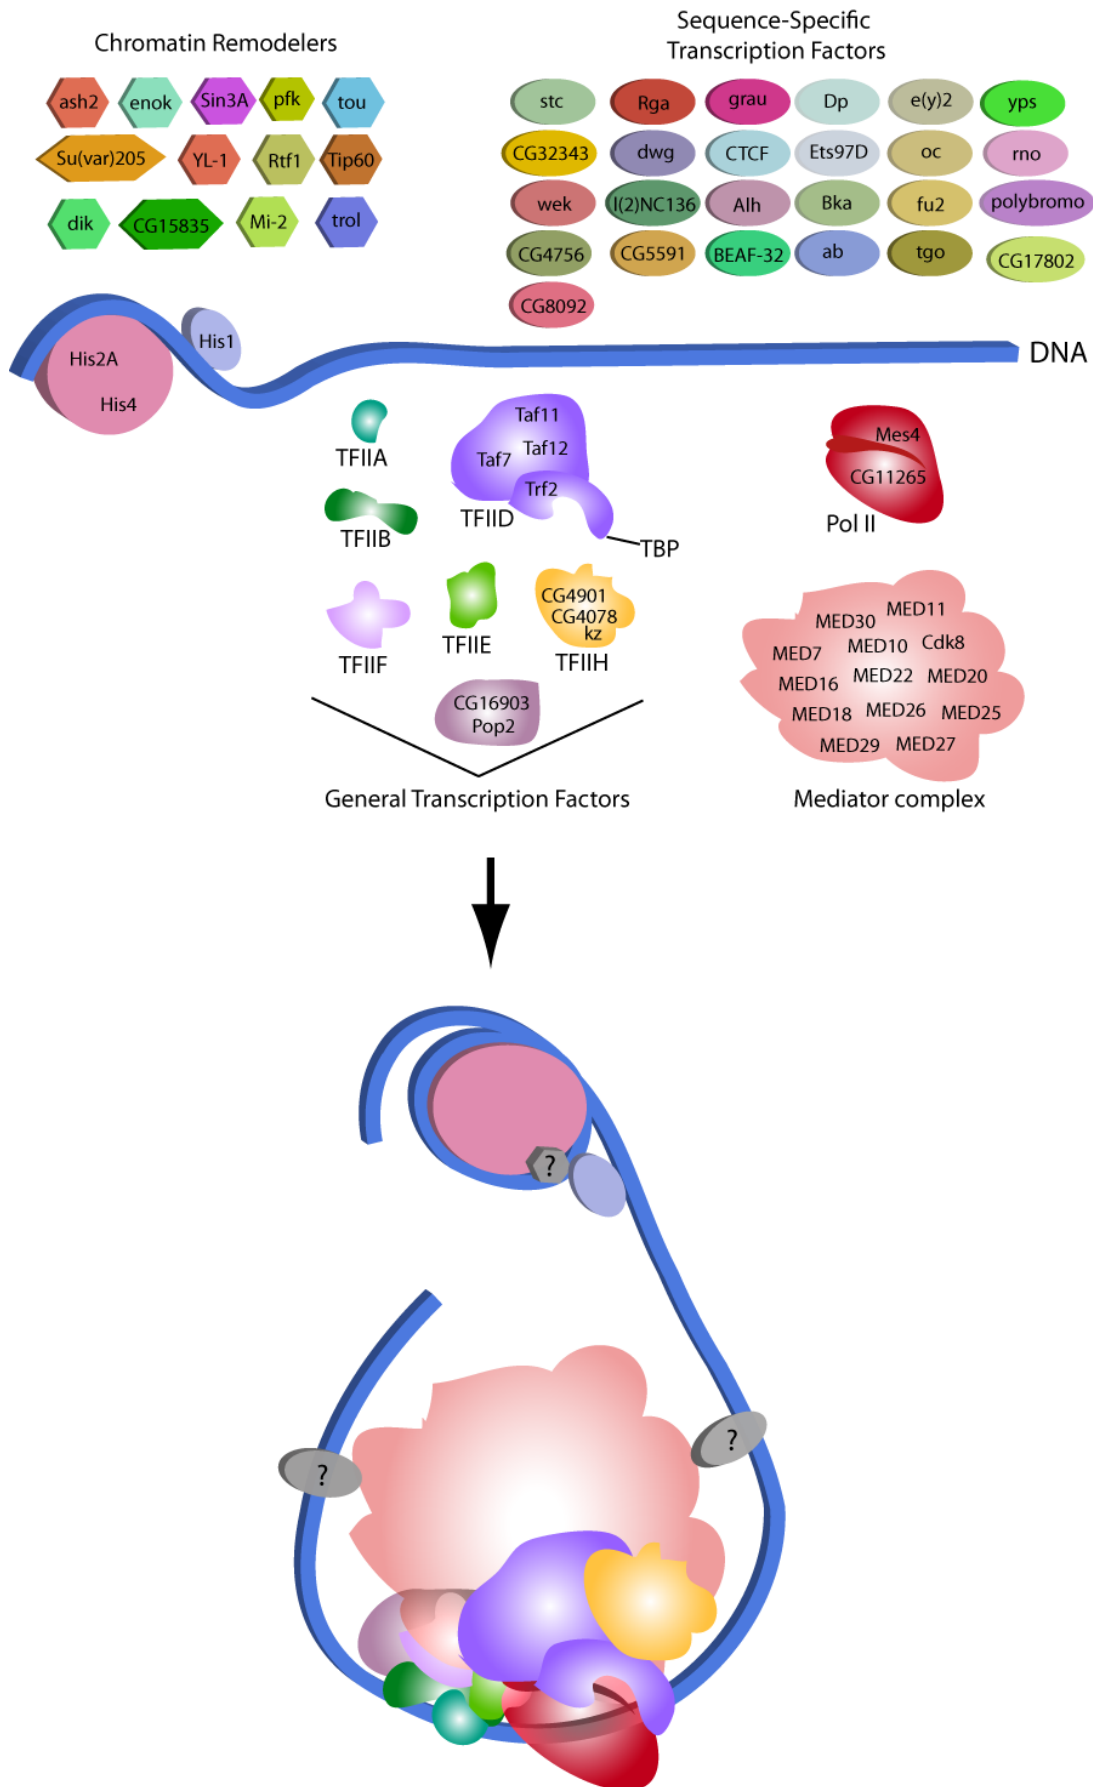 Chromatin Remodelers
Sequence-Specific
Transcription Factors
ash2 enok Sin3A pfk tou
Su(var)205 YL-1 Rtf1 Tip60
dik CG15835 Mi-2 trol
stc Rga grau Dp e(y)2 yps
CG32343 dwg CTCF Ets97D oc rno
wek l(2)NC136 Alh Bka fu2 polybromo
CG4756 CG5591 BEAF-32 ab tgo CG17802
CG8092
His1
His2A
His4
DNA
TFIIA
Taf11
Taf12
Taf7
Trf2
TFIID
TBP
TFIIB
Mes4
CG11265
Pol II
TFIIF
TFIIE
CG4901
CG4078
kz
TFIIH
CG16903
Pop2
General Transcription Factors
MED11
MED30
MED10 Cdk8
MED7
MED22 MED20
MED16
MED26 MED25
MED18
MED29 MED27
Mediator complex
?
?
?